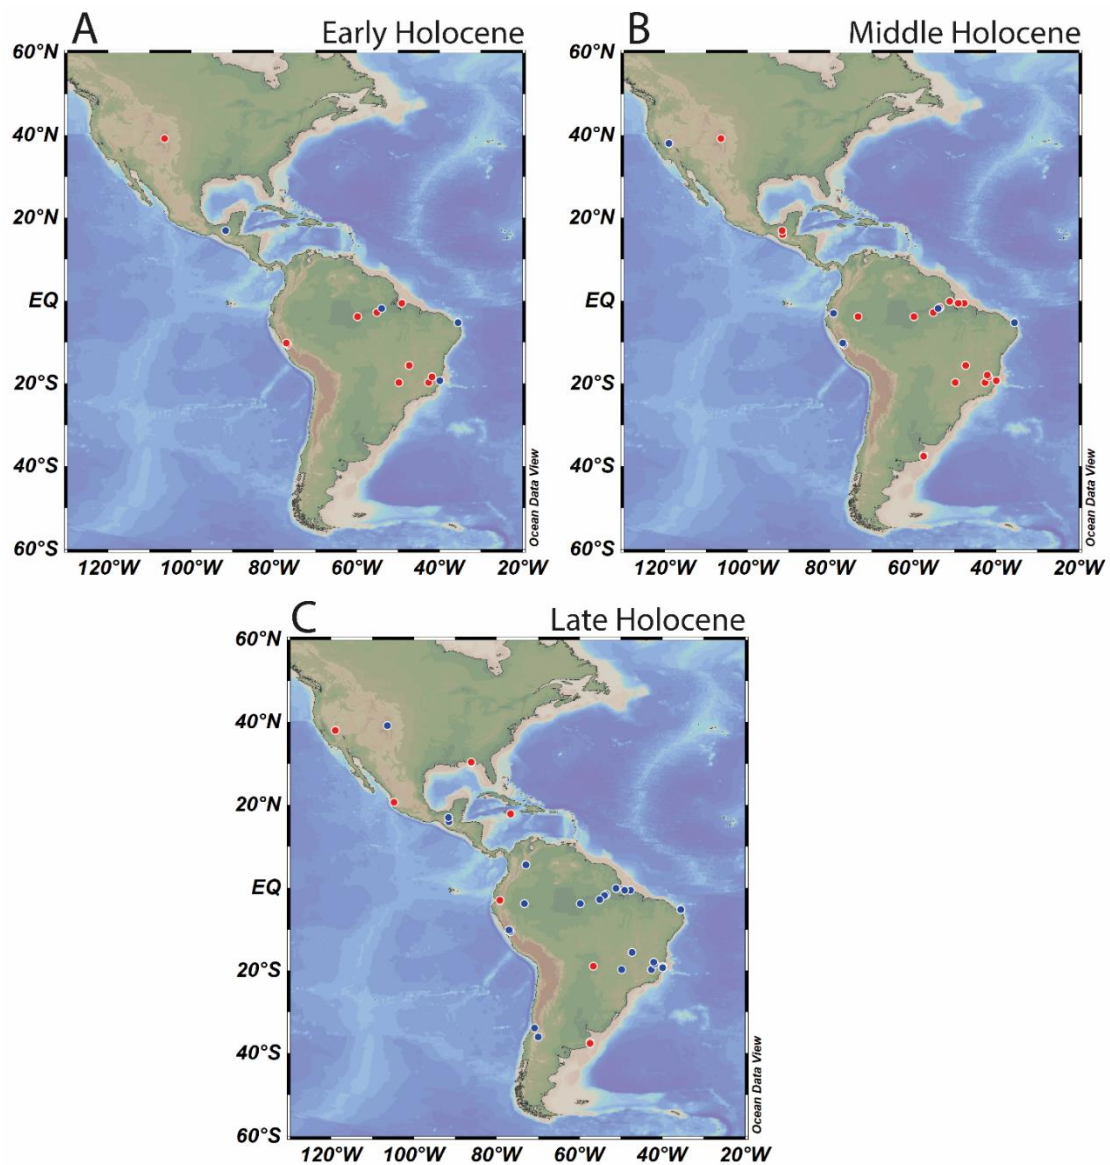 A Early Holocene
60°N
40°N
20°N
EQ
20°S
40°S
60°S
120°W 100°W 80°W 60°W 40°W 20°W
Ocean Data View
B Middle Holocene
60°N
40°N
20°N
EQ
20°S
40°S
60°S
120°W 100°W 80°W 60°W 40°W 20°W
Ocean Data View
C Late Holocene
60°N
40°N
20°N
EQ
20°S
40°S
60°S
120°W 100°W 80°W 60°W 40°W 20°W
Ocean Data View